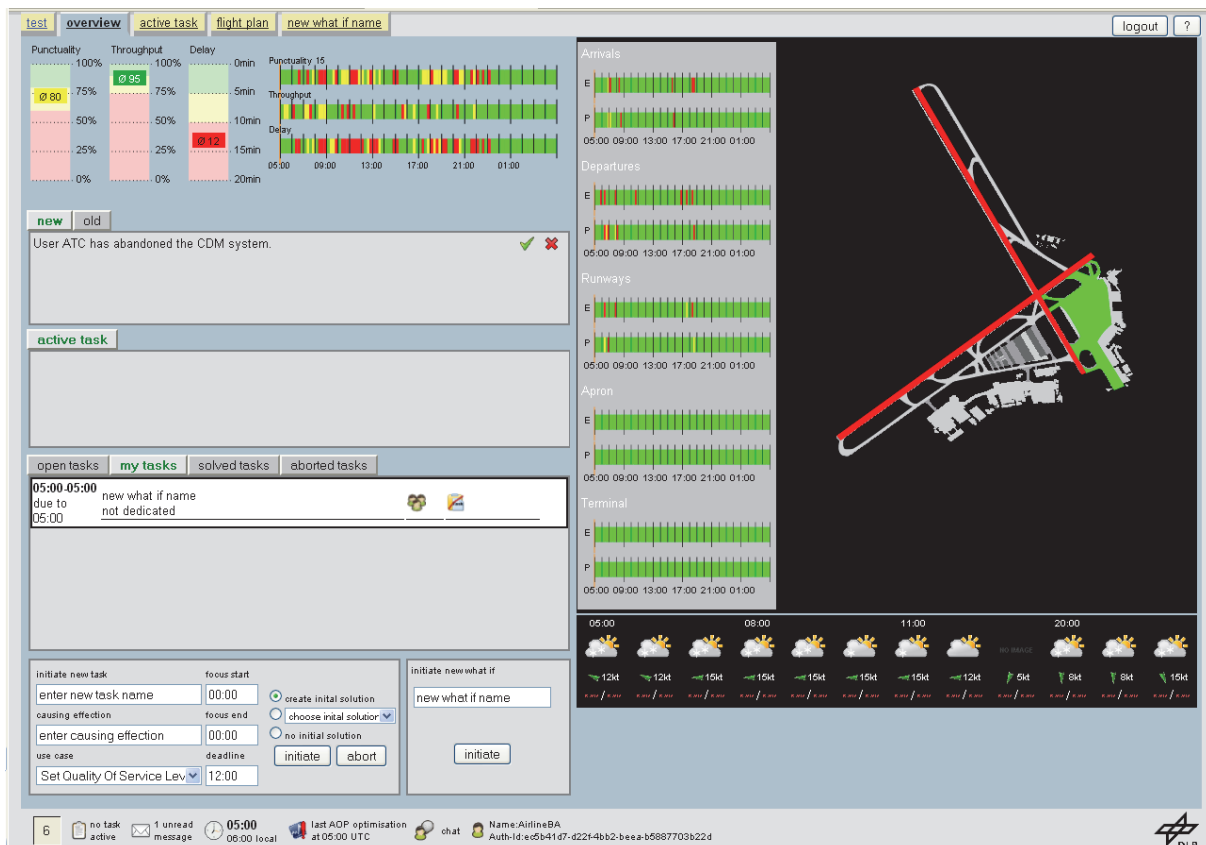 test overview active task flight plan new what if name
logout ?
Punctuality Throughput Delay
100% 100% 0min
75% 75% 5min
50% 50% 10min
25% 25% 15min
0% 0% 20min
Ø 80 Ø 95 Ø 12
Punctuality 15
Throughput
Delay
05:00 09:00 13:00 17:00 21:00 01:00
new old
User ATC has abandoned the CDM system.
active task
open tasks my tasks solved tasks aborted tasks
05:00-05:00
due to
05:00
new what if name
not dedicated
initiate new task focus start
enter new task name 00:00
causing effection focus end
enter causing effection 00:00
use case deadline
Set Quality Of Service Lev 12:00
create inital solution
choose inital solution
no initial solution
initiate abort
initiate new what if
new what if name
initiate
Arrivals
E
P
05:00 09:00 13:00 17:00 21:00 01:00
Departures
E
P
05:00 09:00 13:00 17:00 21:00 01:00
Runways
E
P
05:00 09:00 13:00 17:00 21:00 01:00
Apron
E
P
05:00 09:00 13:00 17:00 21:00 01:00
Terminal
E
P
05:00 09:00 13:00 17:00 21:00 01:00
05:00 08:00 11:00 20:00
NO IMAGE
12kt 12kt 15kt 15kt 15kt 15kt 15kt 12kt 5kt 8kt 8kt 15kt
6
no task
active
1 unread
message
05:00
06:00 local
last AOP optimisation
at 05:00 UTC
chat
Name:AirlineBA
Auth-Id:ec5b41d7-d22f-4bb2-beea-b5887703b22d
DLR